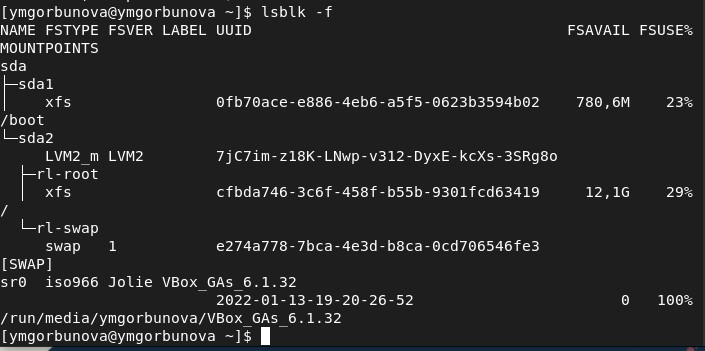 [ymgorbunova@ymgorbunova ~]$ lsblk -f
NAME FSTYPE FSVER LABEL UUID                                   FSAVAIL FSUSE%
MOUNTPOINTS
sda
├─sda1
│    xfs                0fb70ace-e886-4eb6-a5f5-0623b3594b02    780,6M    23%
/boot
└─sda2
     LVM2_m LVM2        7jC7im-z18K-LNwp-v312-DyxE-kcXs-3SRg8o
  ├─rl-root
  │  xfs                cfbda746-3c6f-458f-b55b-9301fcd63419     12,1G    29%
/
  └─rl-swap
     swap   1           e274a778-7bca-4e3d-b8ca-0cd706546fe3
[SWAP]
sr0  iso966 Jolie VBox_GAs_6.1.32
                        2022-01-13-19-20-26-52                       0   100%
/run/media/ymgorbunova/VBox_GAs_6.1.32
[ymgorbunova@ymgorbunova ~]$